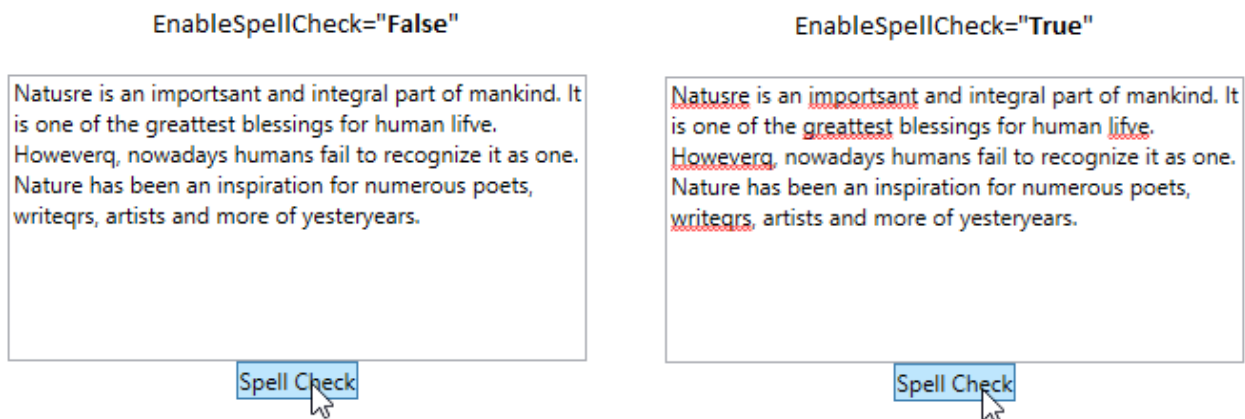 EnableSpellCheck="False"
Natusre is an importsant and integral part of mankind. It
is one of the greattest blessings for human lifve.
Howeverq, nowadays humans fail to recognize it as one.
Nature has been an inspiration for numerous poets,
writeqrs, artists and more of yesteryears.
Spell Check
EnableSpellCheck="True"
Natusre is an importsant and integral part of mankind. It
is one of the greattest blessings for human lifve.
Howeverq, nowadays humans fail to recognize it as one.
Nature has been an inspiration for numerous poets,
writeqrs, artists and more of yesteryears.
Spell Check